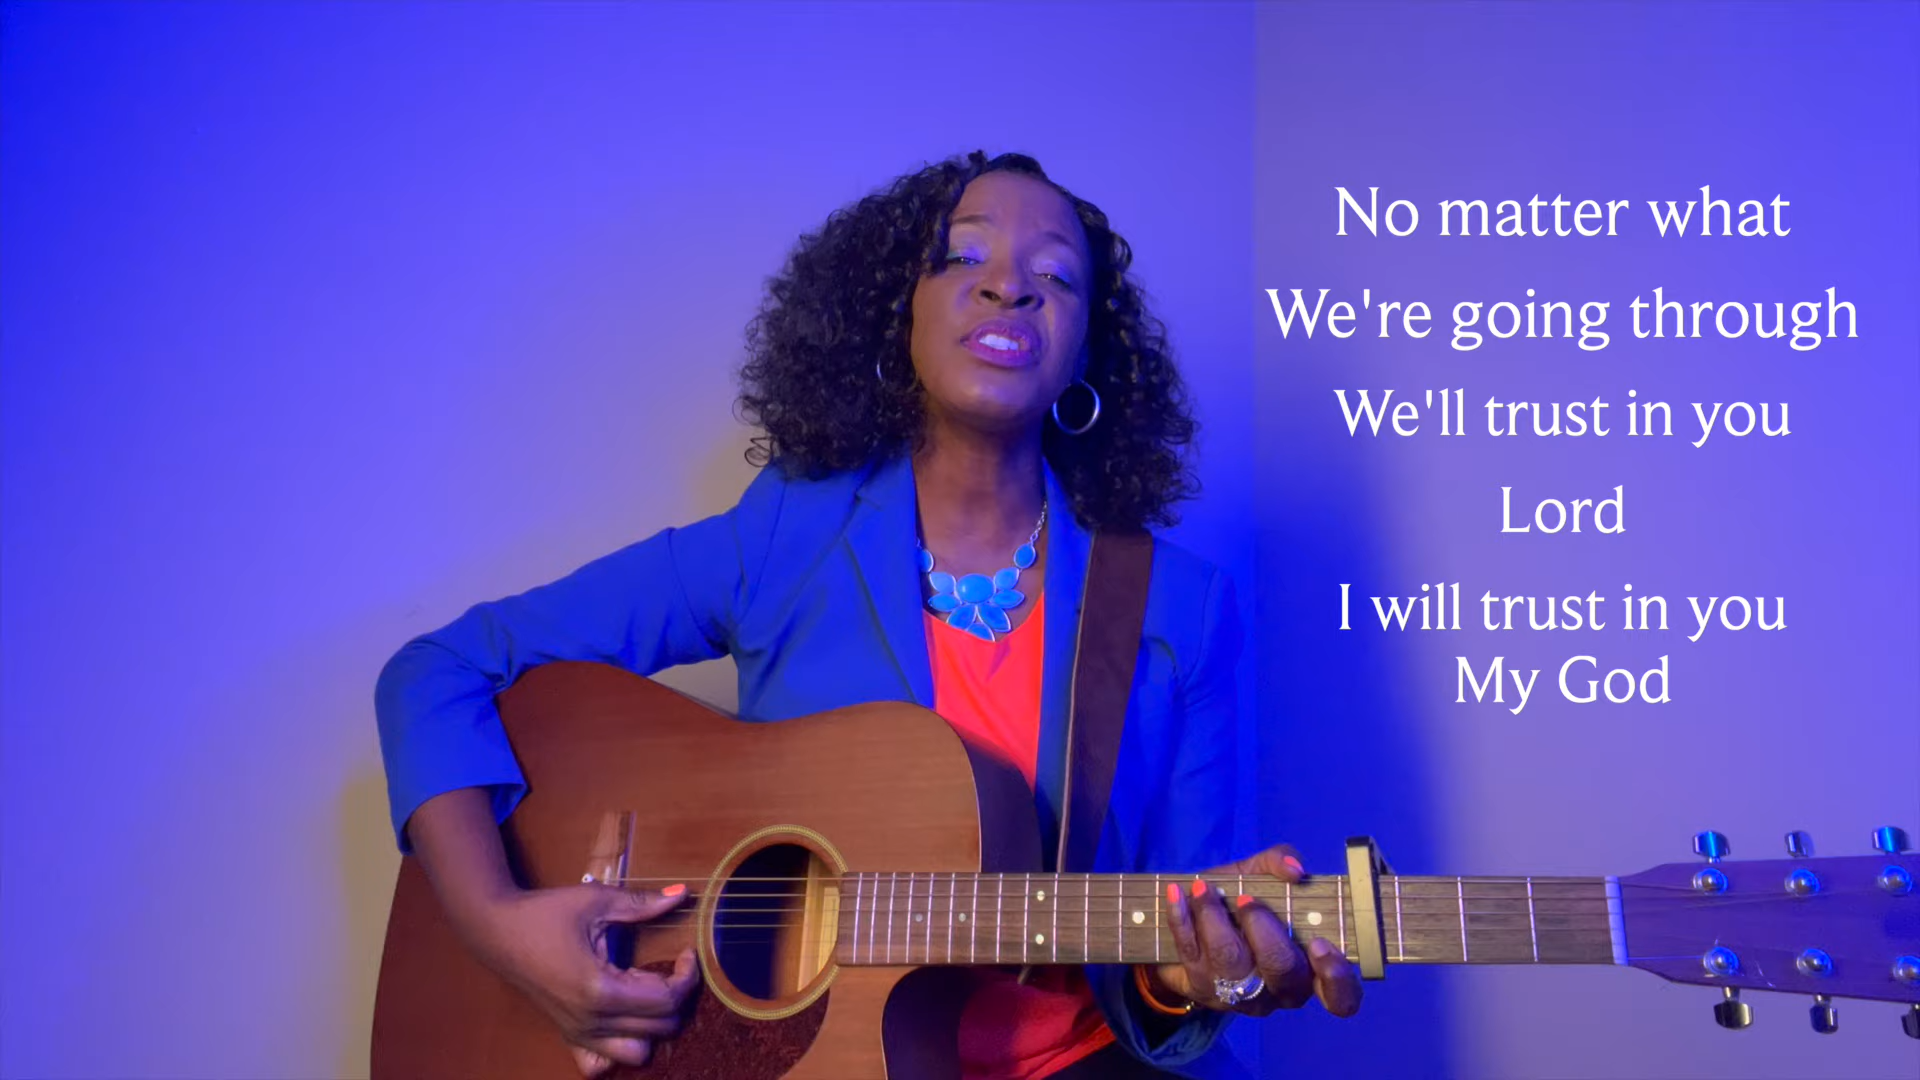 No matter what
We're going through
We'll trust in you
Lord
I will trust in you
My God